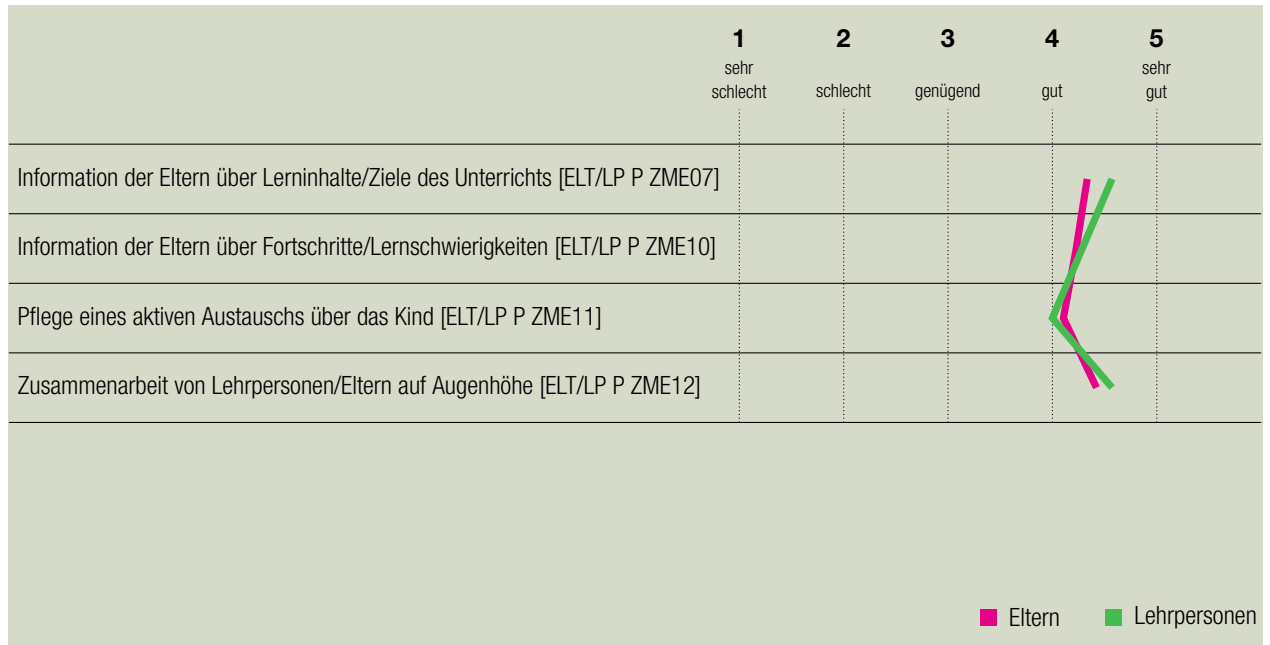 1 2 3 4 5
sehr schlecht schlecht genügend gut sehr gut
Information der Eltern über Lerninhalte/Ziele des Unterrichts [ELT/LP P ZME07]
Information der Eltern über Fortschritte/Lernschwierigkeiten [ELT/LP P ZME10]
Pflege eines aktiven Austauschs über das Kind [ELT/LP P ZME11]
Zusammenarbeit von Lehrpersonen/Eltern auf Augenhöhe [ELT/LP P ZME12]
Eltern Lehrpersonen